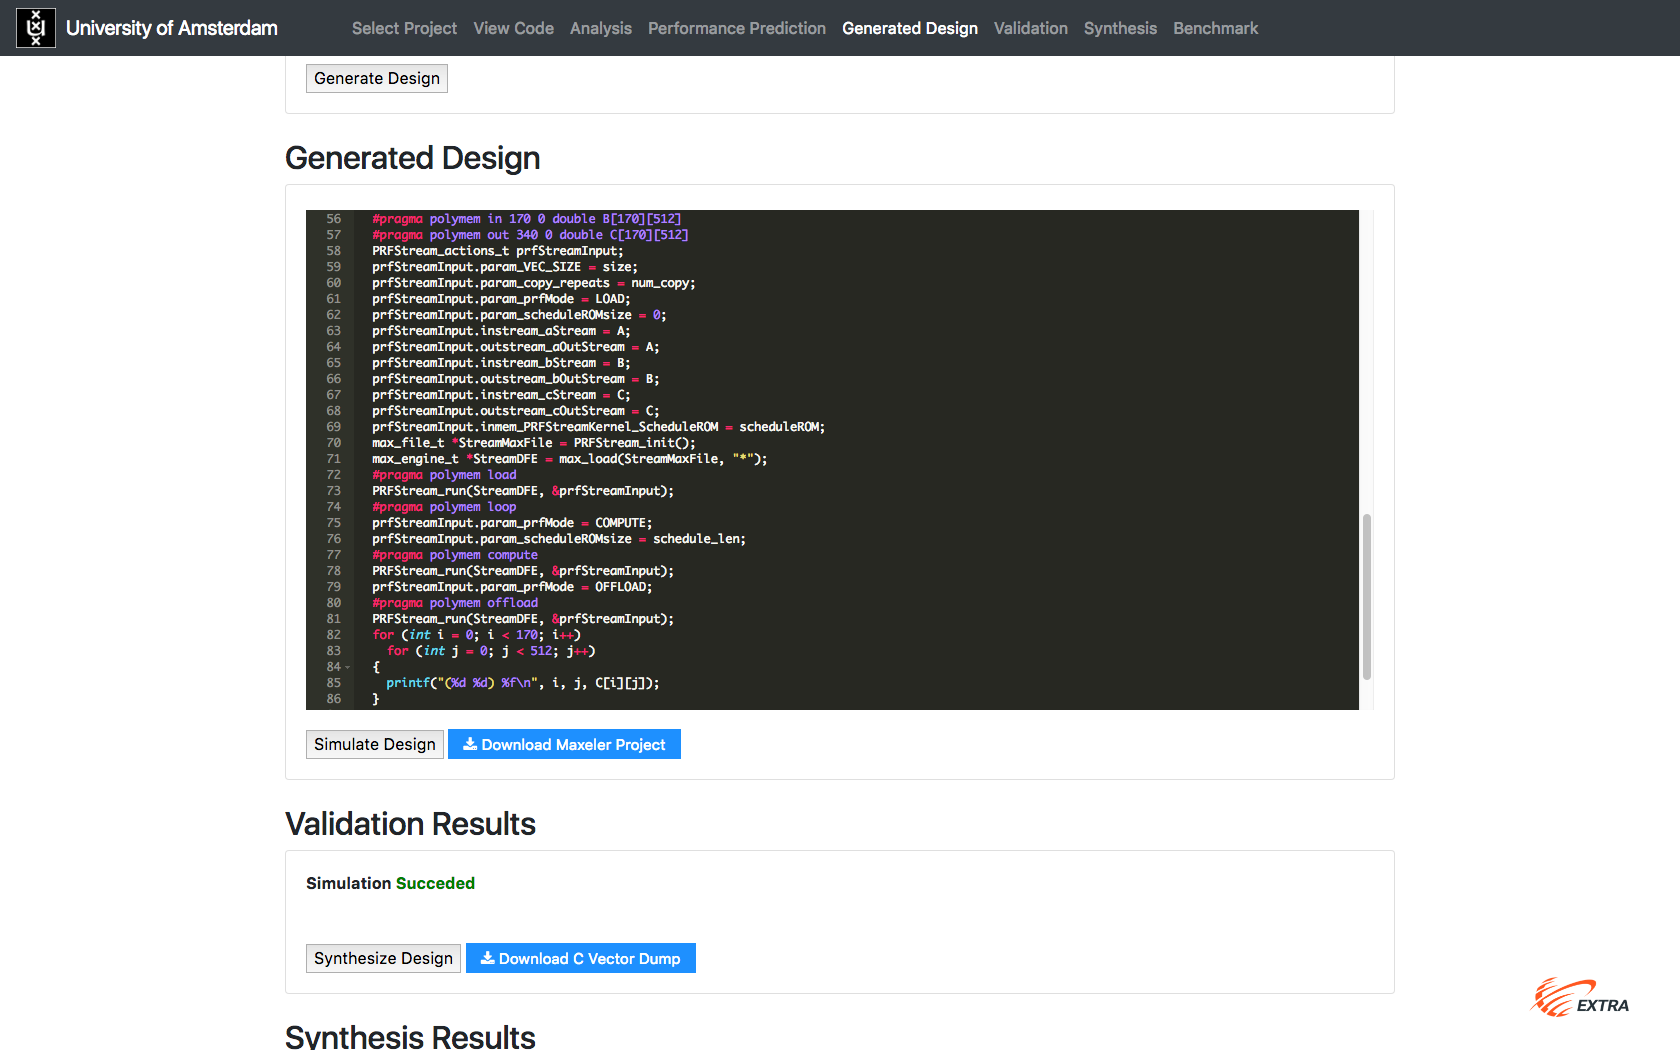 University of Amsterdam Select Project View Code Analysis Performance Prediction Generated Design Validation Synthesis Benchmark
Generate Design
Generated Design
56 #pragma polymem in 170 0 double B[170][512]
57 #pragma polymem out 340 0 double C[170][512]
58 PRFStream_actions_t prfStreamInput;
59 prfStreamInput.param_VEC_SIZE = size;
60 prfStreamInput.param_copy_repeats = num_copy;
61 prfStreamInput.param_prfMode = LOAD;
62 prfStreamInput.param_scheduleROMsize = 0;
63 prfStreamInput.instream_aStream = A;
64 prfStreamInput.outstream_aOutStream = A;
65 prfStreamInput.instream_bStream = B;
66 prfStreamInput.outstream_bOutStream = B;
67 prfStreamInput.instream_cStream = C;
68 prfStreamInput.outstream_cOutStream = C;
69 prfStreamInput.inmem_PRFStreamKernel_ScheduleROM = scheduleROM;
70 max_file_t *StreamMaxFile = PRFStream_init();
71 max_engine_t *StreamDFE = max_load(StreamMaxFile, "*");
72 #pragma polymem load
73 PRFStream_run(StreamDFE, &prfStreamInput);
74 #pragma polymem loop
75 prfStreamInput.param_prfMode = COMPUTE;
76 prfStreamInput.param_scheduleROMsize = schedule_len;
77 #pragma polymem compute
78 PRFStream_run(StreamDFE, &prfStreamInput);
79 prfStreamInput.param_prfMode = OFFLOAD;
80 #pragma polymem offload
81 PRFStream_run(StreamDFE, &prfStreamInput);
82 for (int i = 0; i < 170; i++)
83 for (int j = 0; j < 512; j++)
84 {
85 printf("(%d %d) %f\n", i, j, C[i][j]);
86 }
Simulate Design Download Maxeler Project
Validation Results
Simulation Succeded
Synthesize Design Download C Vector Dump
EXTRA
Synthesis Results